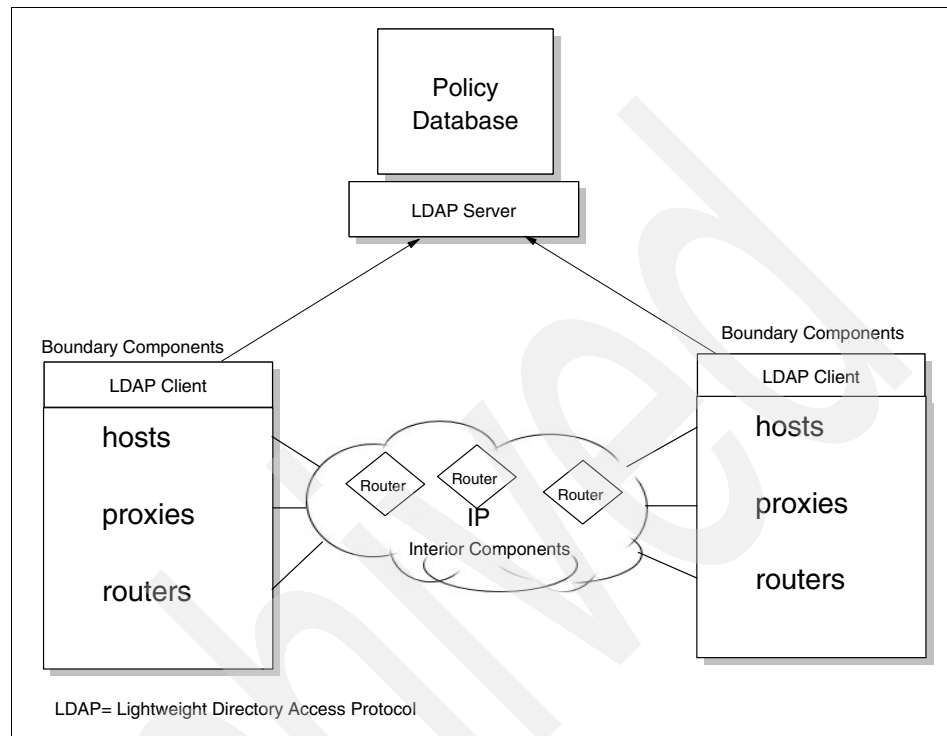 Policy
Database
LDAP Server
Boundary Components
LDAP Client
hosts
proxies
routers
Router
Router
Router
IP
Interior Components
Boundary Components
LDAP Client
hosts
proxies
routers
LDAP= Lightweight Directory Access Protocol